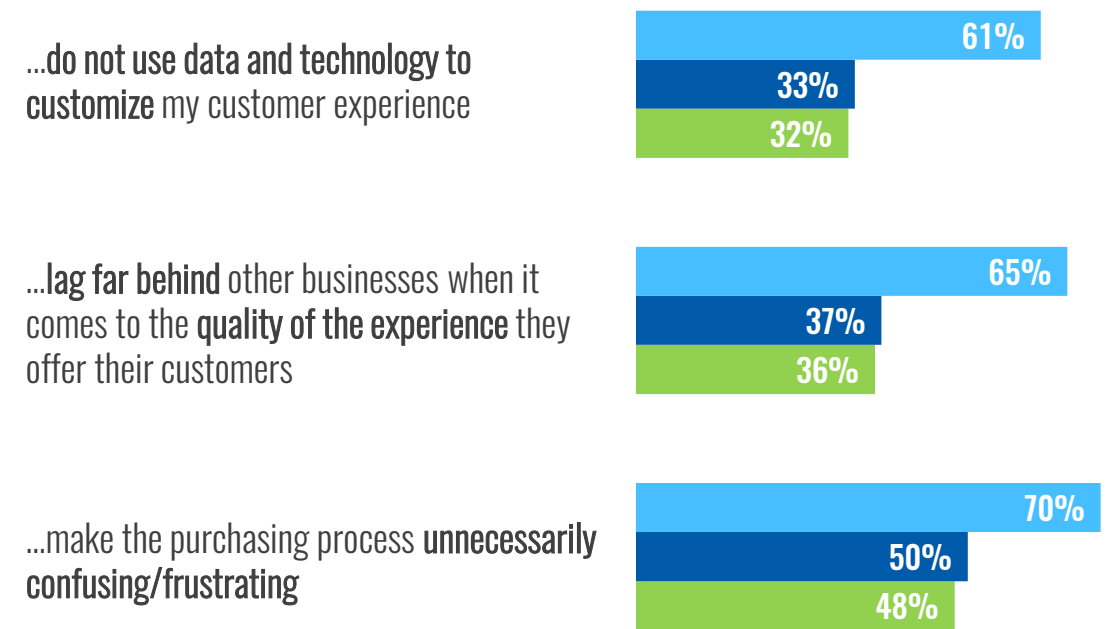 61%
...do not use data and technology to
customize my customer experience
33%
32%
65%
...lag far behind other businesses when it
comes to the quality of the experience they
offer their customers
37%
36%
70%
...make the purchasing process unnecessarily
confusing/frustrating
50%
48%